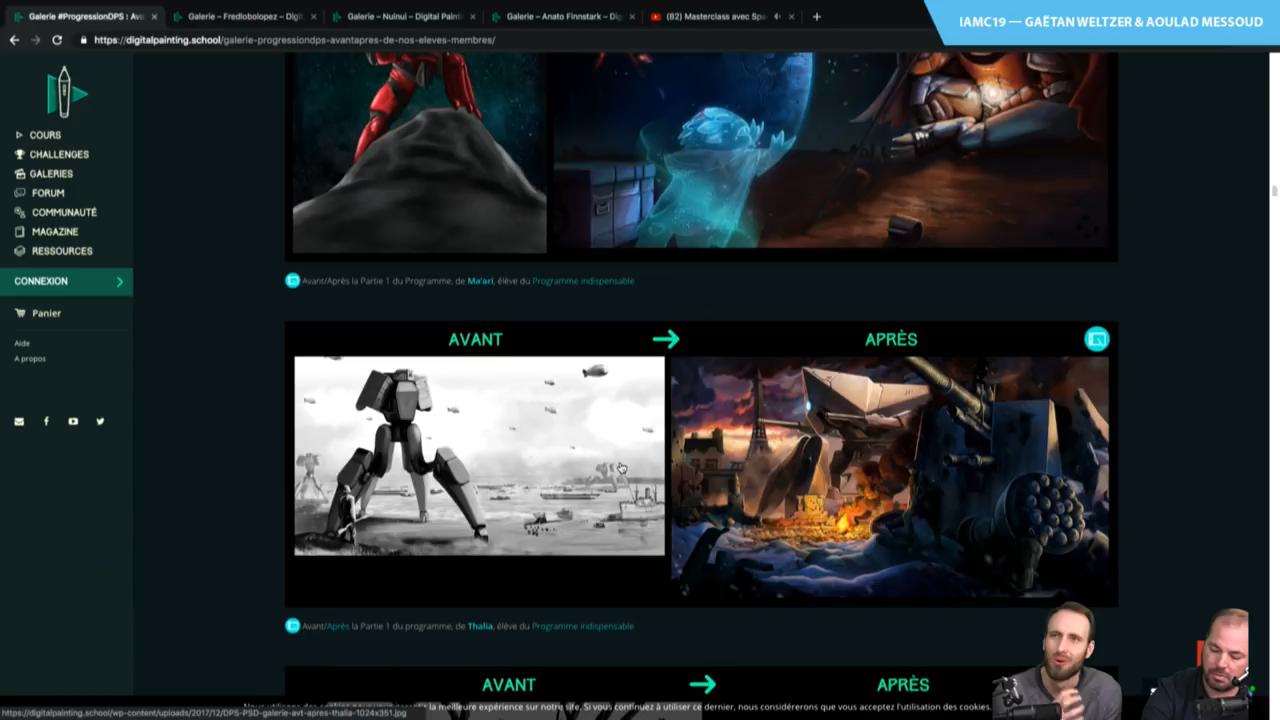 Galerie #ProgressionDPS : Ava
Galerie – Fredlobolopez – Digit
Galerie – Nuinui – Digital Painti
Galerie – Anato Finnstark – Dig
(82) Masterclass avec Spa
IAMC19 — GAËTAN WELTZER & AOULAD MESSOUD
https://digitalpainting.school/galerie-progressiondps-avantapres-de-nos-eleves-membres/
COURS
CHALLENGES
GALERIES
FORUM
COMMUNAUTÉ
MAGAZINE
RESSOURCES
CONNEXION
Panier
Aide
A propos
Avant/Après la Partie 1 du Programme, de Ma'ari, élève du Programme indispensable
AVANT
APRÈS
Avant/Après la Partie 1 du programme, de Thalia, élève du Programme indispensable
AVANT
APRÈS
la meilleure expérience sur notre site. Si vous continuez à utiliser ce dernier, nous considérerons que vous acceptez l'utilisation des cookies.
https://digitalpainting.school/wp-content/uploads/2017/12/DPS-PSD-galerie-avt-apres-thalia-1024x351.jpg